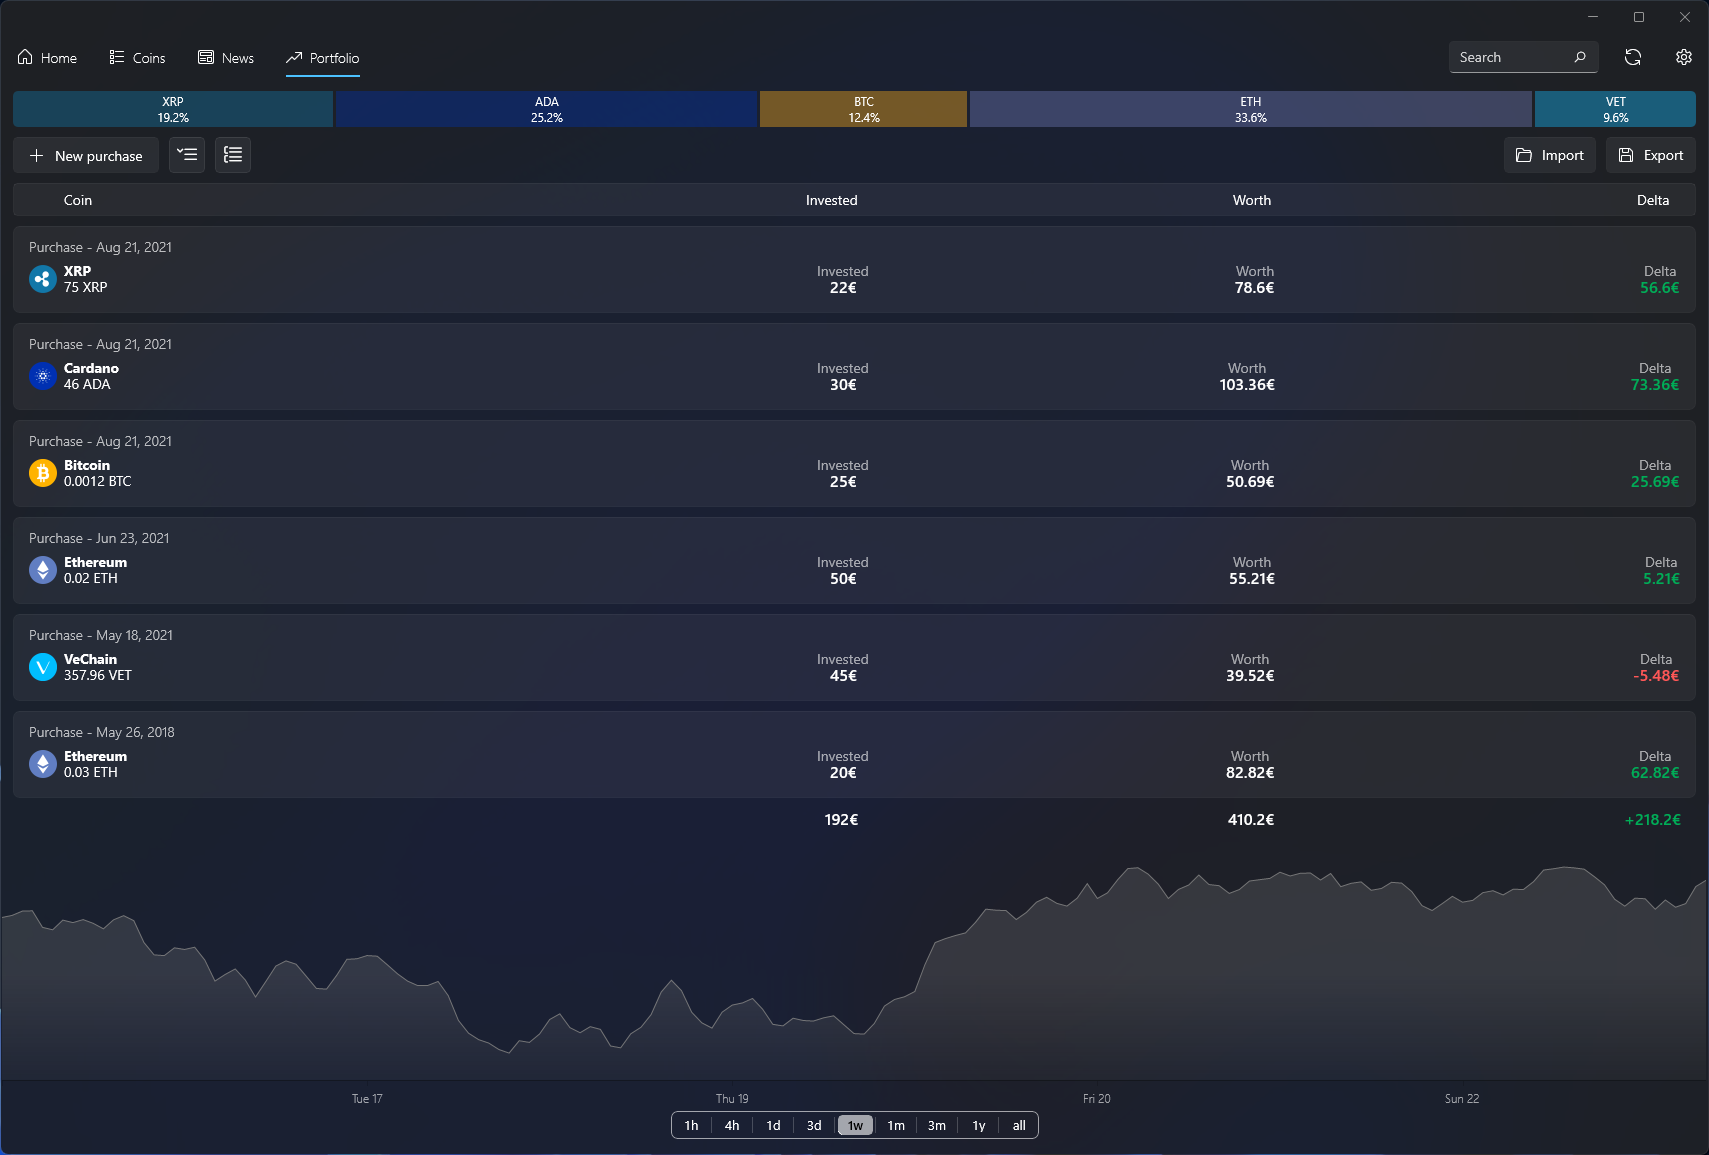 Home Coins News Portfolio Search
XRP ADA BTC ETH VET
19.2% 25.2% 12.4% 33.6% 9.6%
New purchase Import Export
Coin Invested Worth Delta
Purchase - Aug 21, 2021
XRP Invested Worth Delta
75 XRP 22€ 78.6€ 56.6€
Purchase - Aug 21, 2021
Cardano Invested Worth Delta
46 ADA 30€ 103.36€ 73.36€
Purchase - Aug 21, 2021
Bitcoin Invested Worth Delta
0.0012 BTC 25€ 50.69€ 25.69€
Purchase - Jun 23, 2021
Ethereum Invested Worth Delta
0.02 ETH 50€ 55.21€ 5.21€
Purchase - May 18, 2021
VeChain Invested Worth Delta
357.96 VET 45€ 39.52€ -5.48€
Purchase - May 26, 2018
Ethereum Invested Worth Delta
0.03 ETH 20€ 82.82€ 62.82€
192€ 410.2€ +218.2€
Tue 17 Thu 19 Fri 20 Sun 22
1h 4h 1d 3d 1w 1m 3m 1y all